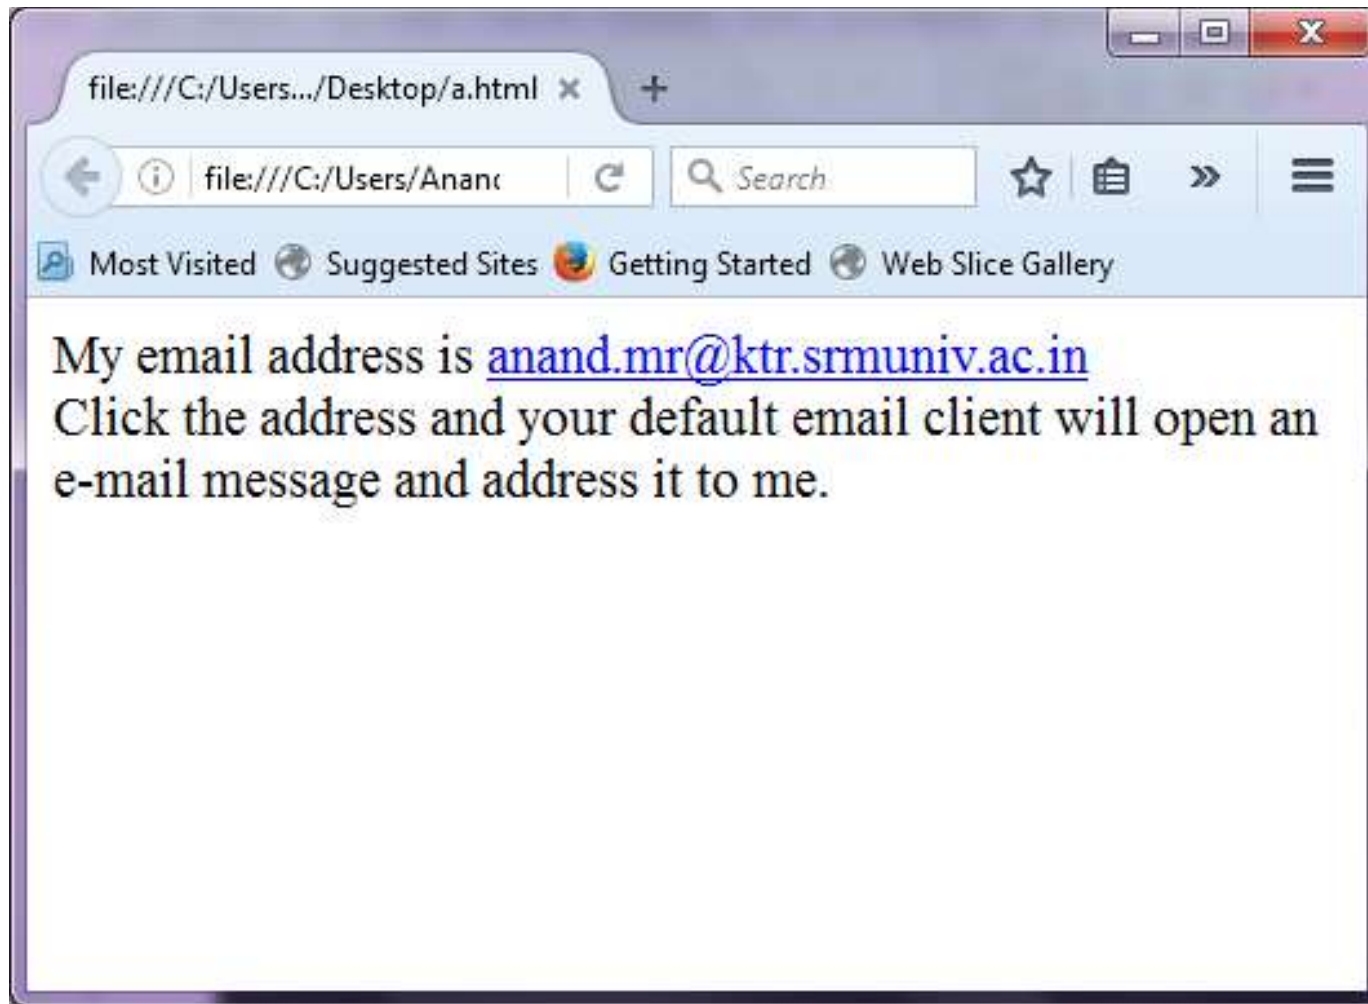 file:///C:/Users.../Desktop/a.html
file:///C:/Users/Anan
Search
Most Visited Suggested Sites Getting Started Web Slice Gallery
My email address is anand.mr@ktr.srmuniv.ac.in
Click the address and your default email client will open an
e-mail message and address it to me.